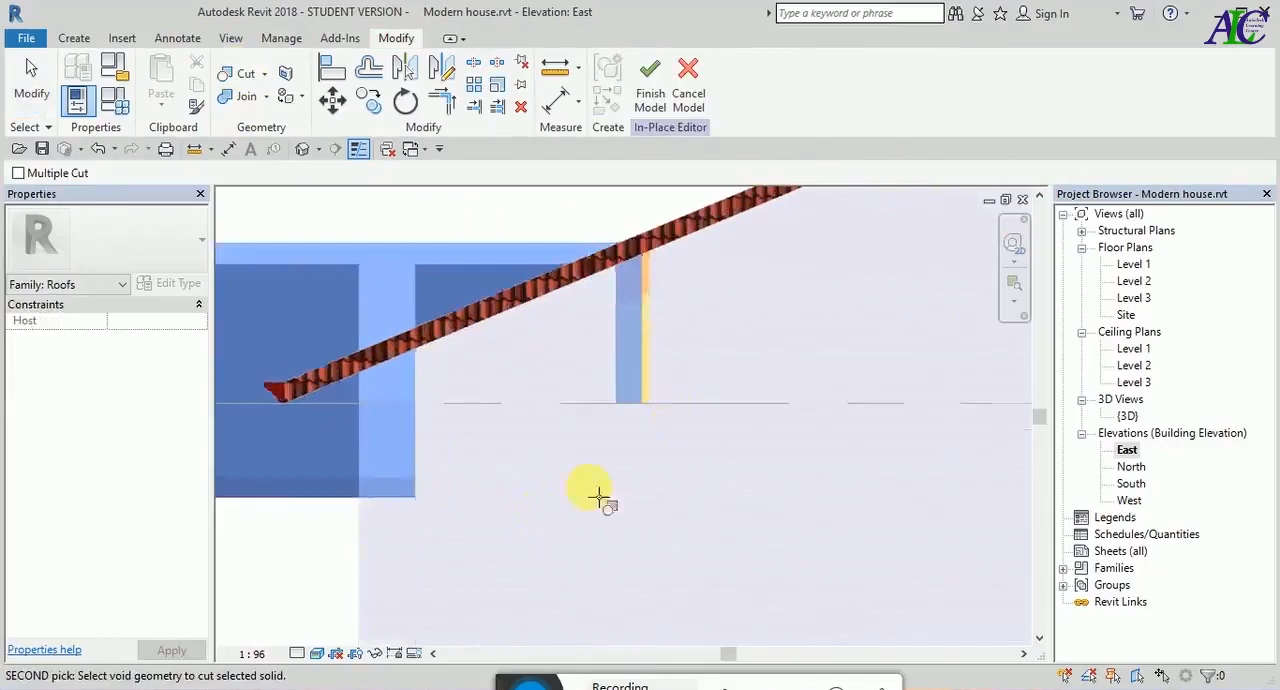 Autodesk Revit 2018 - STUDENT VERSION - Modern house.rvt - Elevation: East
Type a keyword or phrase
Sign In
ALC
File Create Insert Annotate View Manage Add-Ins Modify
Modify
Paste
Cut
Join
Finish Model
Cancel Model
Select Properties Clipboard Geometry Modify Measure Create In-Place Editor
Multiple Cut
Properties
R
Family: Roofs
Edit Type
Constraints
Host
Properties help
Apply
2D
1 : 96
Project Browser - Modern house.rvt
Views (all)
Structural Plans
Floor Plans
Level 1
Level 2
Level 3
Site
Ceiling Plans
Level 1
Level 2
Level 3
3D Views
{3D}
Elevations (Building Elevation)
East
North
South
West
Legends
Schedules/Quantities
Sheets (all)
Families
Groups
Revit Links
SECOND pick: Select void geometry to cut selected solid.
:0
Recording